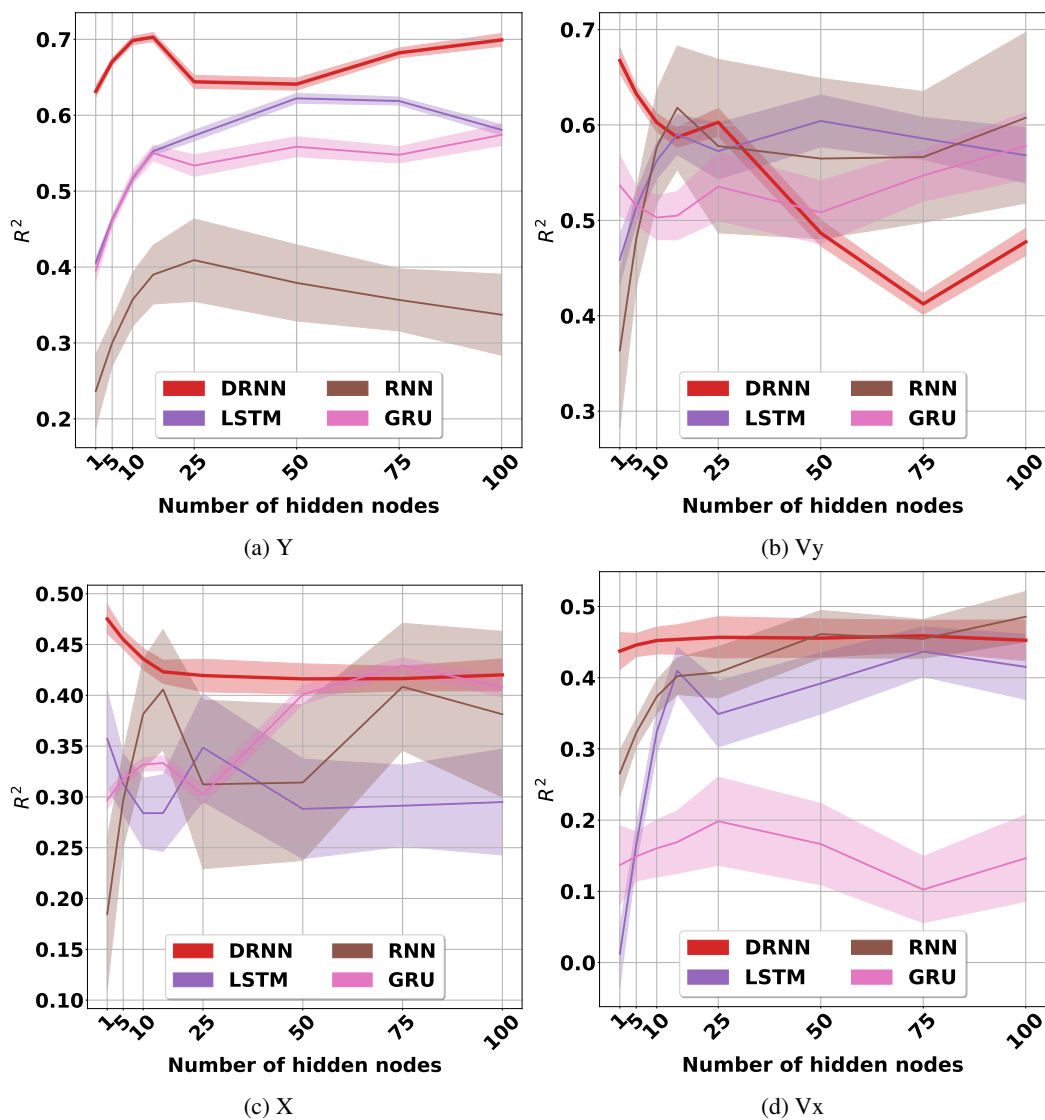 0.7
0.6
0.5
0.4
0.3
0.2
R²
DRNN RNN
LSTM GRU
1 5 10 25 50 75 100
Number of hidden nodes
(a) Y
0.7
0.6
0.5
0.4
0.3
R²
DRNN RNN
LSTM GRU
1 5 10 25 50 75 100
Number of hidden nodes
(b) Vy
0.50
0.45
0.40
0.35
0.30
0.25
0.20
0.15
0.10
R²
DRNN RNN
LSTM GRU
1 5 10 25 50 75 100
Number of hidden nodes
(c) X
0.5
0.4
0.3
0.2
0.1
0.0
R²
DRNN RNN
LSTM GRU
1 5 10 25 50 75 100
Number of hidden nodes
(d) Vx